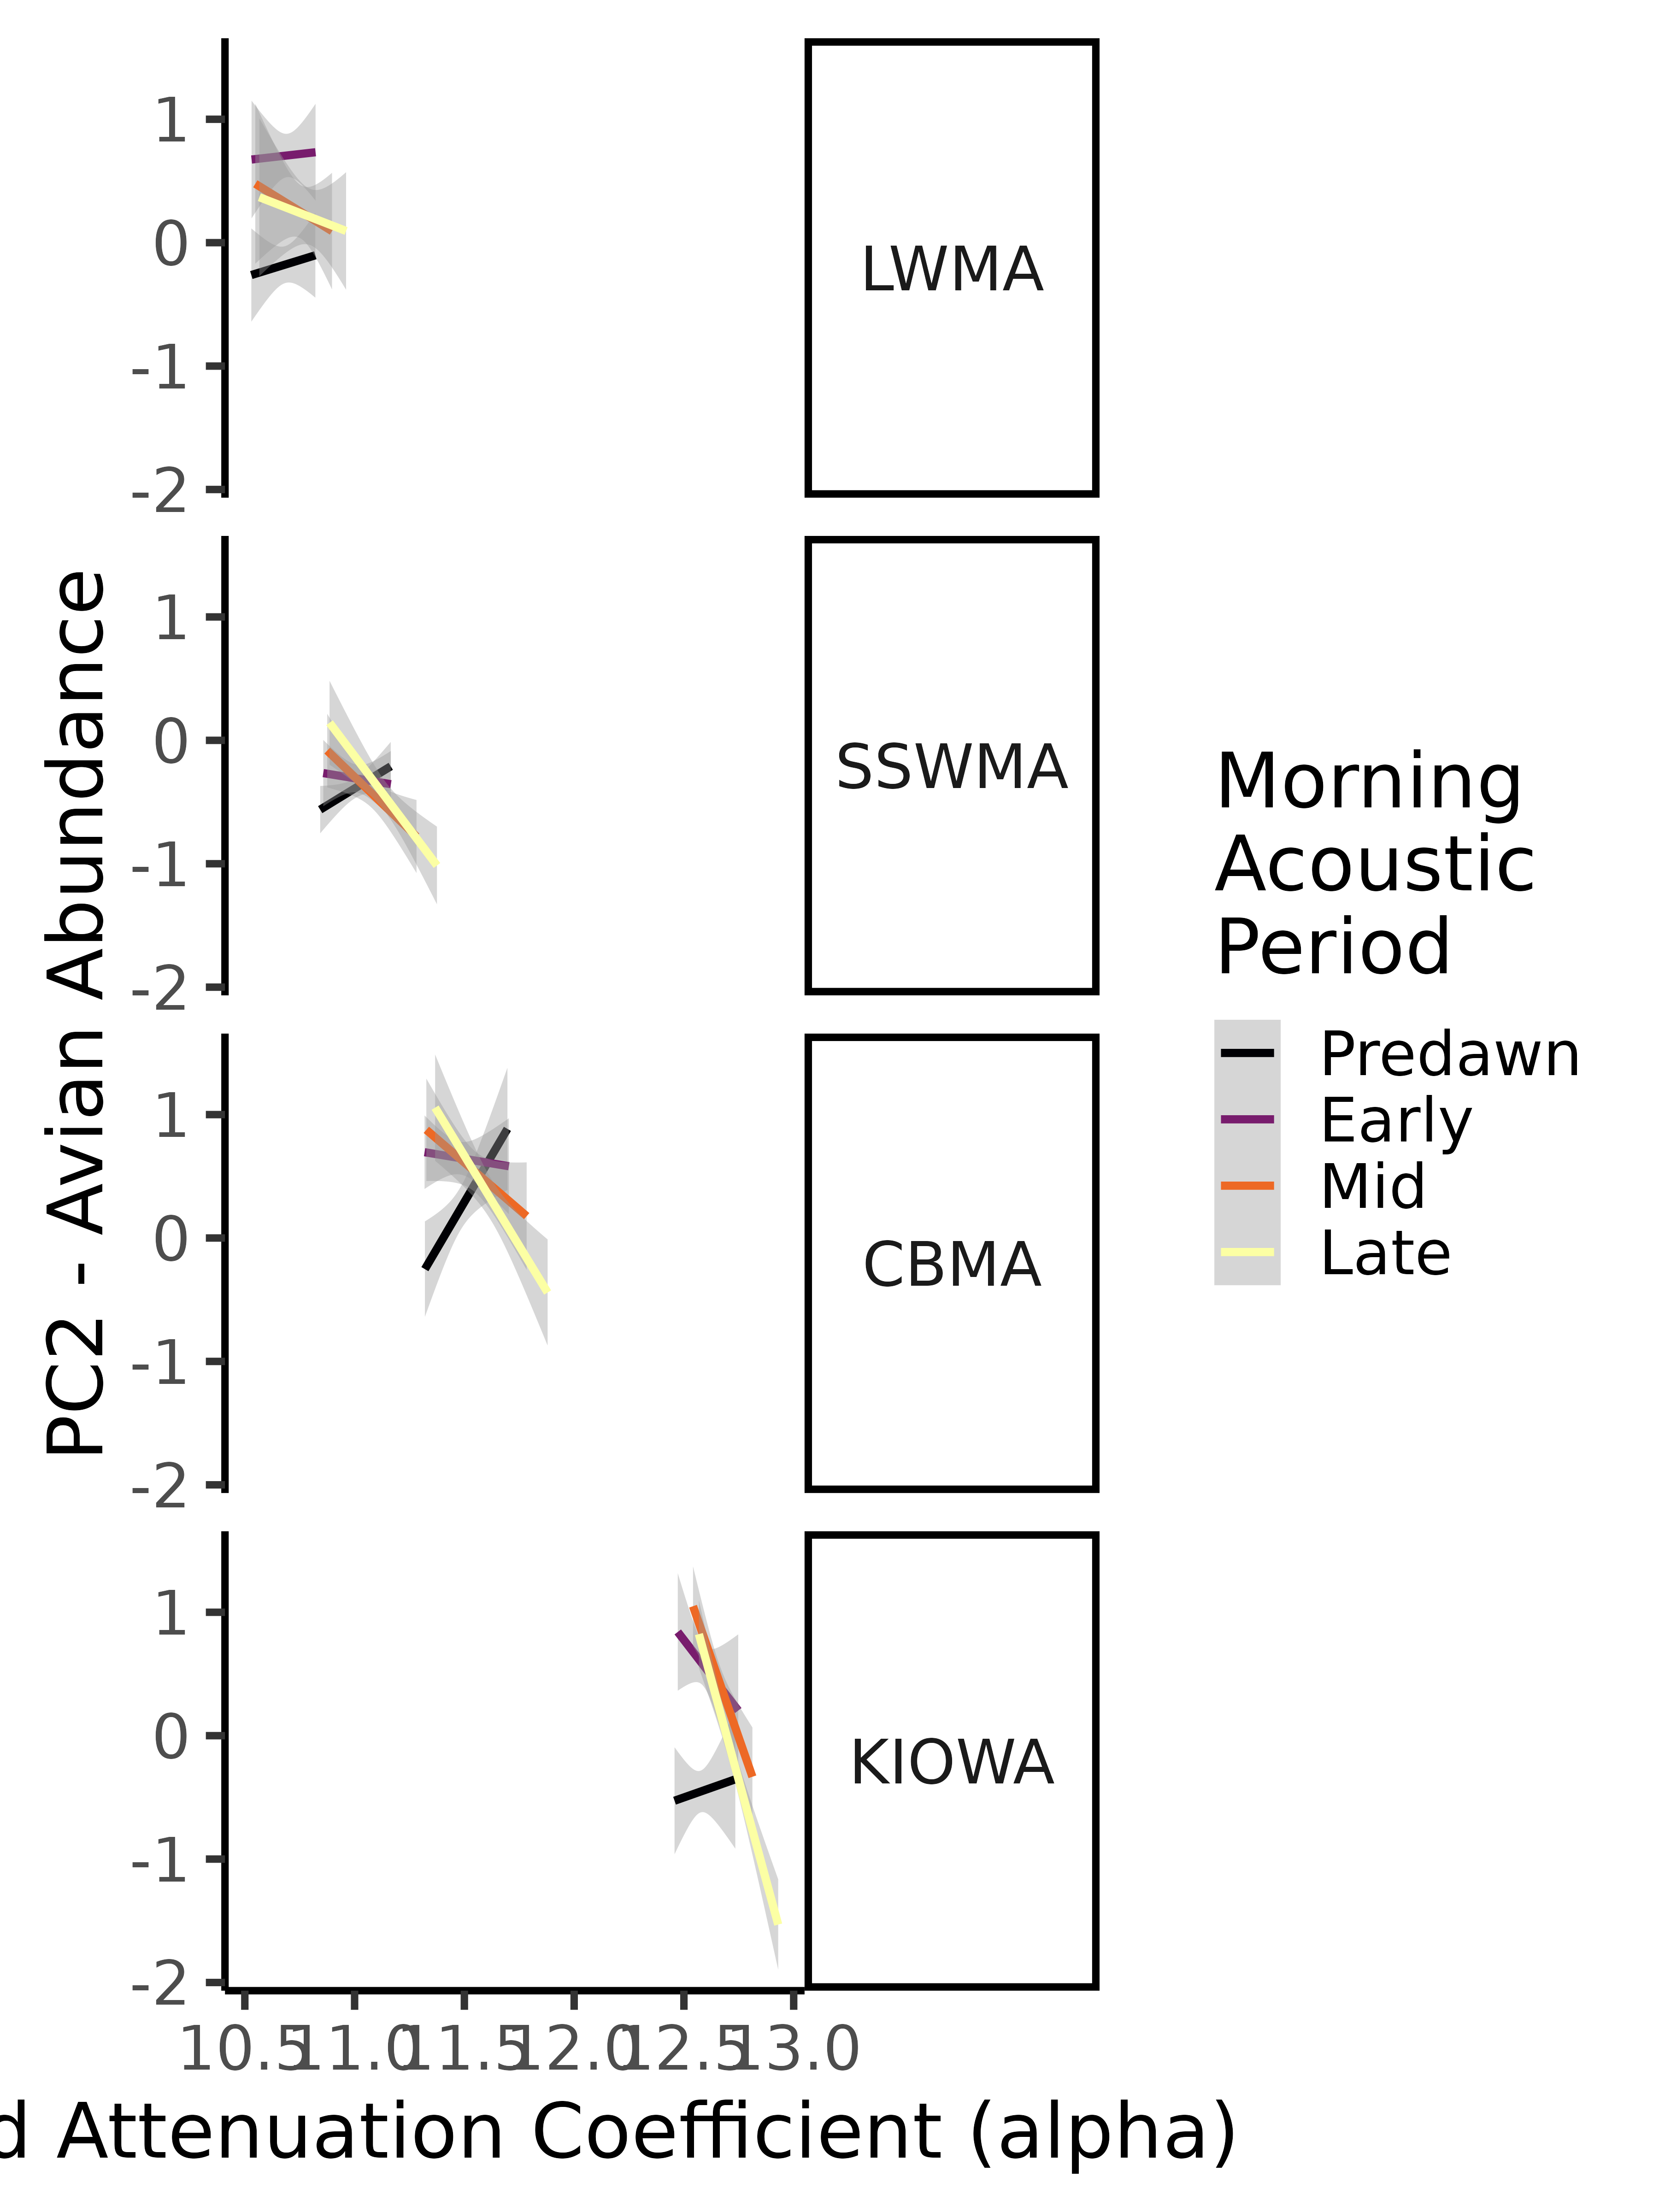 1
0
-1
-2
LWMA
1
0
-1
-2
SSWMA
1
0
-1
-2
CBMA
1
0
-1
-2
KIOWA
10.5 11.0 11.5 12.0 12.5 13.0
PC2 - Avian Abundance
d Attenuation Coefficient (alpha)
Morning
Acoustic
Period
Predawn
Early
Mid
Late